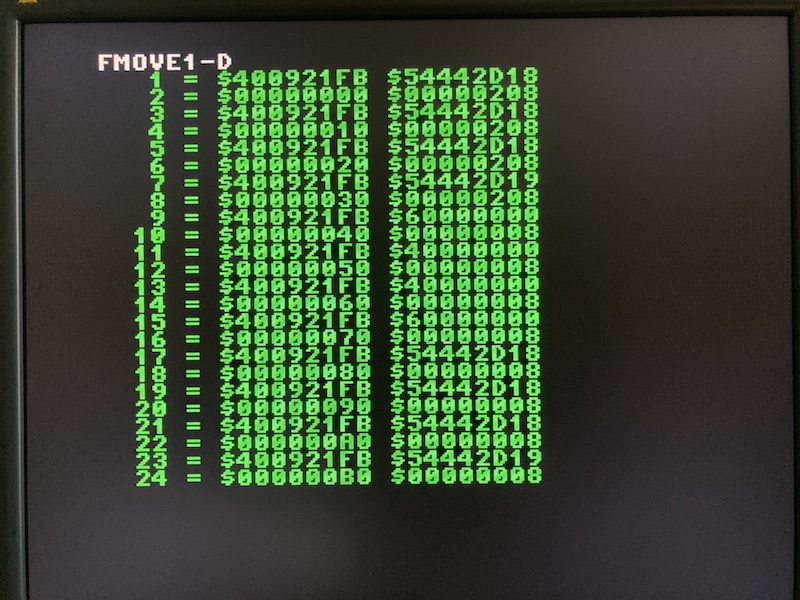 FMOVE1-D
1 = $400921FB $54442D18
2 = $00000000 $00000208
3 = $400921FB $54442D18
4 = $00000010 $00000208
5 = $400921FB $54442D18
6 = $00000020 $00000208
7 = $400921FB $54442D19
8 = $00000030 $00000208
9 = $400921FB $60000000
10 = $00000040 $00000008
11 = $400921FB $40000000
12 = $00000050 $00000008
13 = $400921FB $40000000
14 = $00000060 $00000008
15 = $400921FB $60000000
16 = $00000070 $00000008
17 = $400921FB $54442D18
18 = $00000080 $00000008
19 = $400921FB $54442D18
20 = $00000090 $00000008
21 = $400921FB $54442D18
22 = $000000A0 $00000008
23 = $400921FB $54442D19
24 = $000000B0 $00000008